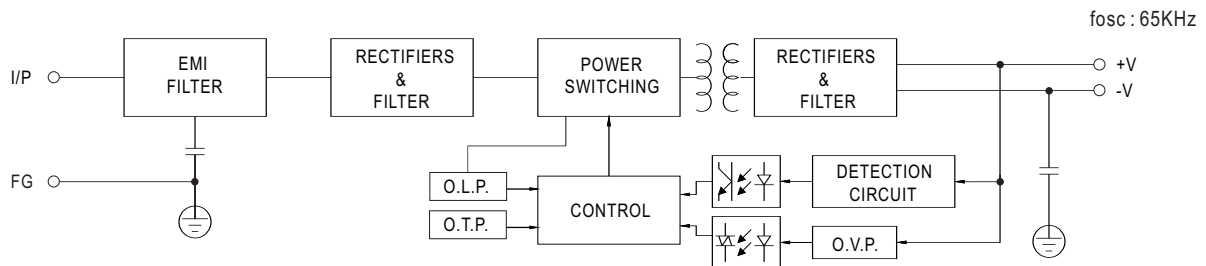 fosc : 65KHz
I/P
EMI
FILTER
RECTIFIERS
&
FILTER
POWER
SWITCHING
RECTIFIERS
&
FILTER
+V
-V
FG
O.L.P.
O.T.P.
CONTROL
DETECTION
CIRCUIT
O.V.P.